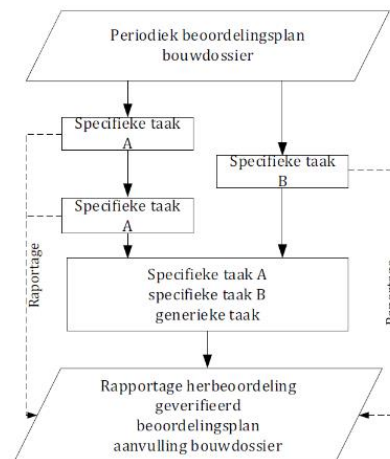 Periodiek beoordelingsplan
bouwdossier
Specifieke taak
A
Specifieke taak
B
Specifieke taak
A
Raportage
Specifieke taak A
specifieke taak B
generieke taak
Rapportage herbeoordeling
geverifieerd
beoordelingsplan
aanvulling bouwdossier